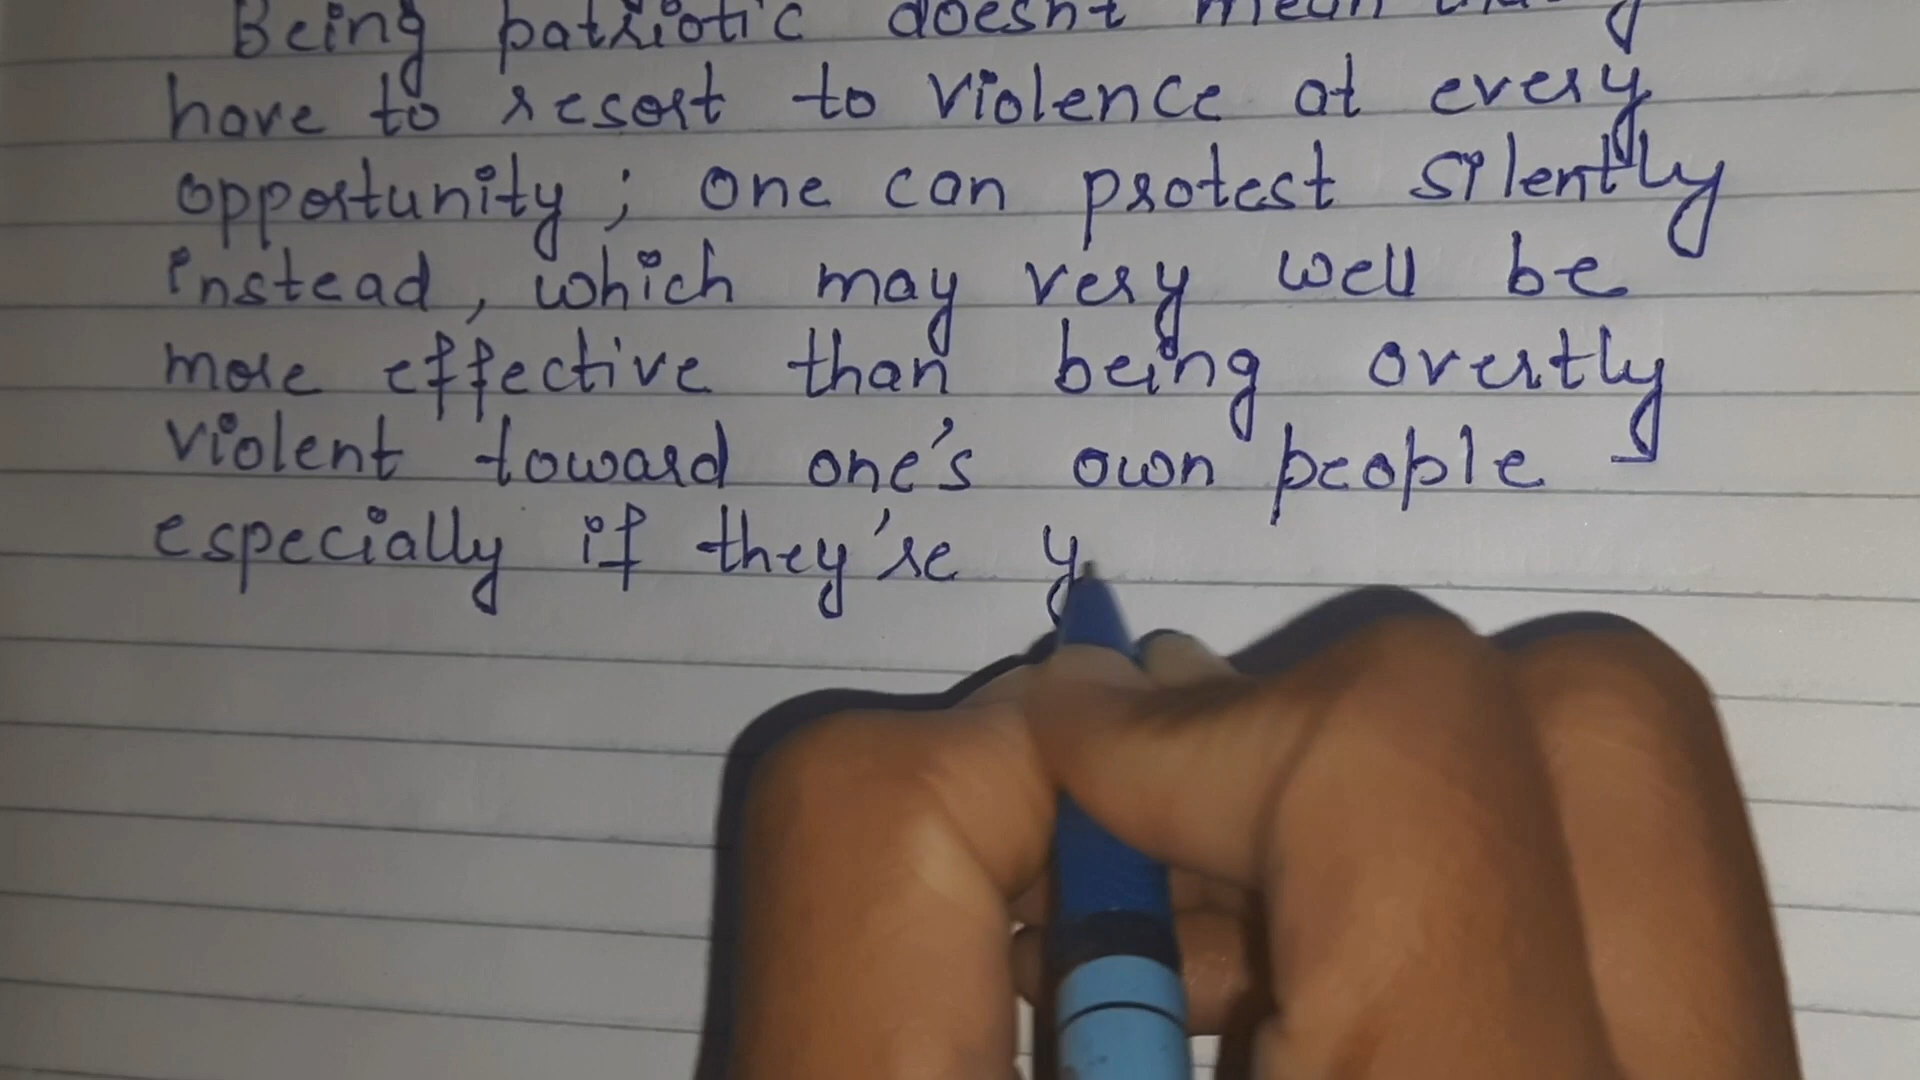 Being patriotic doesn't mean
have to resort to violence at every
opportunity; one can protest silently
instead, which may very well be
more effective than being overtly
violent toward one's own people
especially if they're y